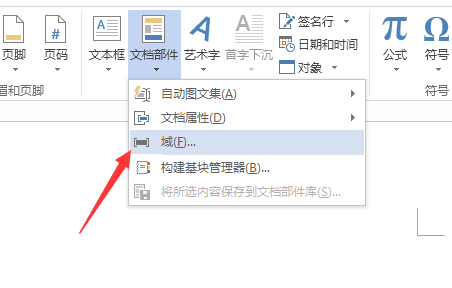 签名行
日期和时间
对象
页脚
页码
文本框
文档部件
艺术字
首字下沉
公式
符号
眉和页脚
符号
自动图文集(A)
文档属性(D)
域(F)...
构建基块管理器(B)...
将所选内容保存到文档部件库(S)...